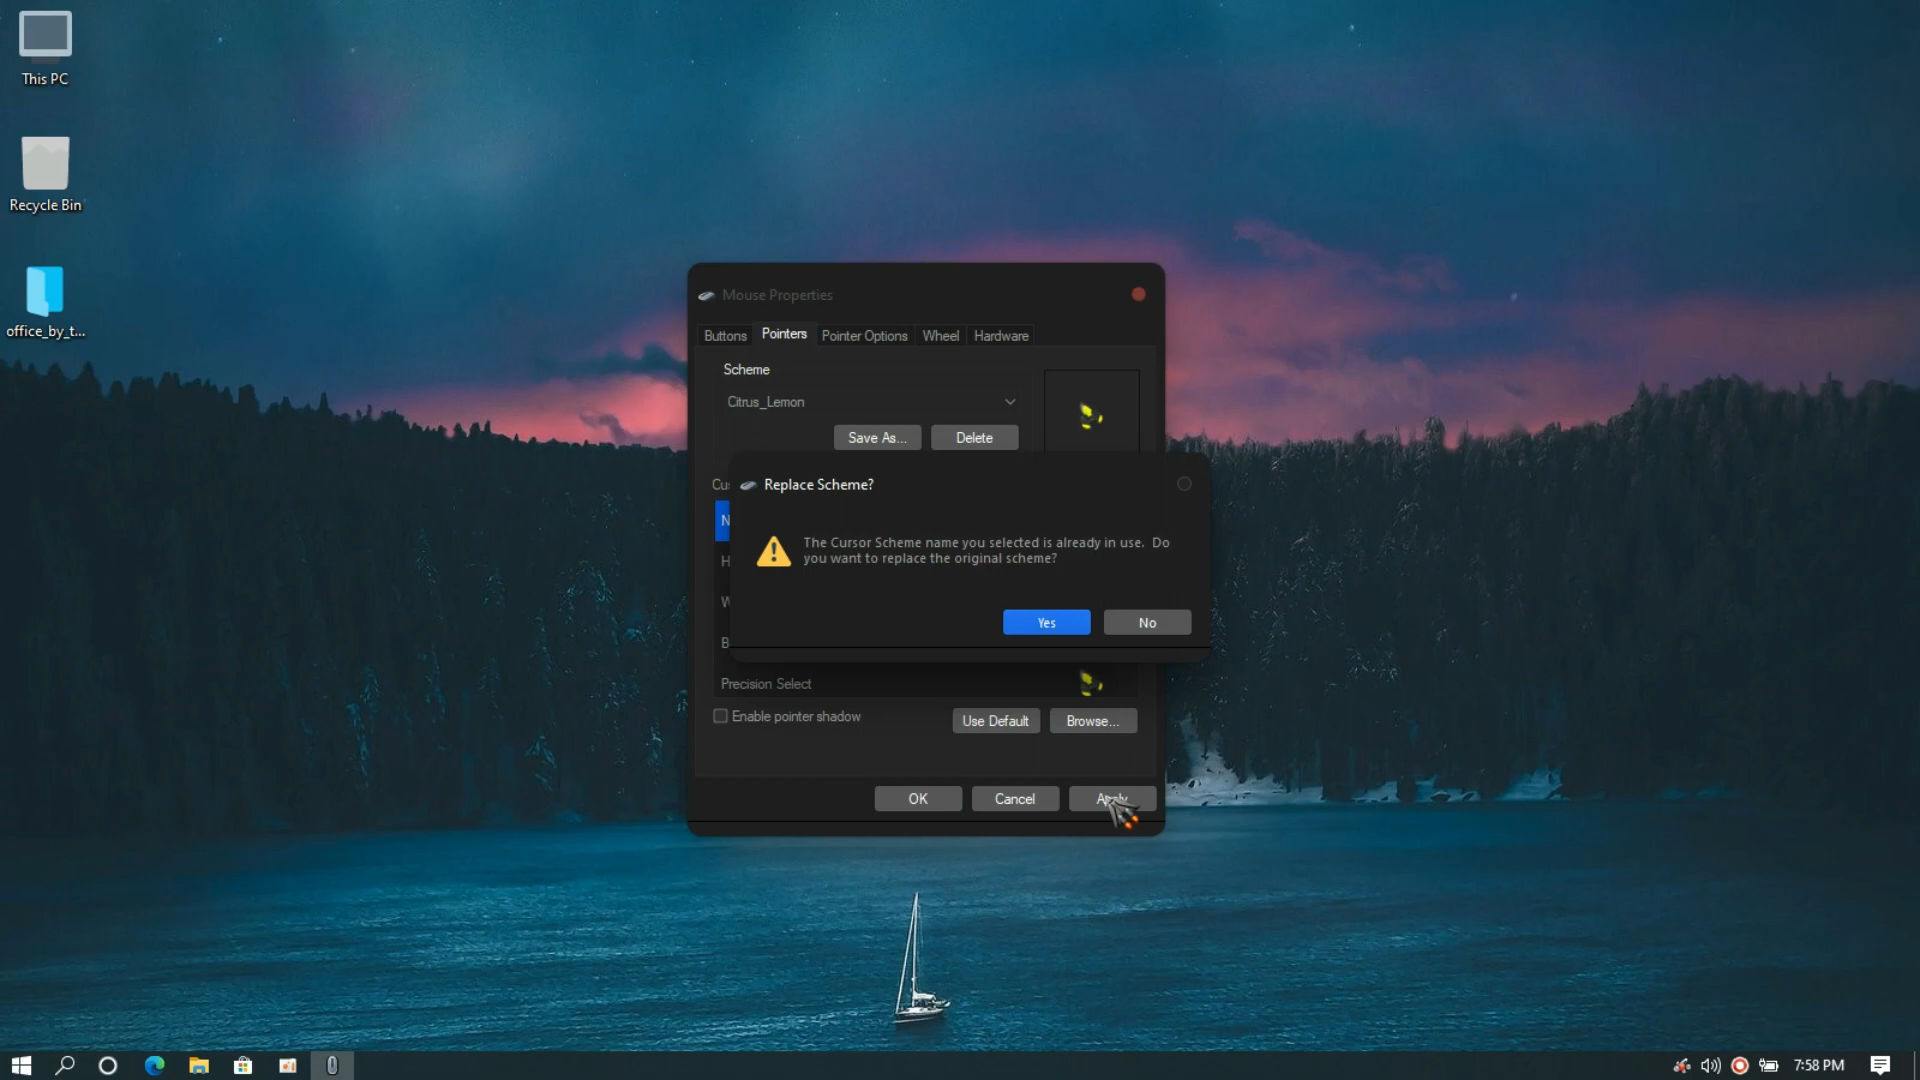 This PC
Recycle Bin
office_by_t...
Mouse Properties
Buttons
Pointers
Pointer Options
Wheel
Hardware
Scheme
Citrus_Lemon
Save As...
Delete
Replace Scheme?
The Cursor Scheme name you selected is already in use. Do
you want to replace the original scheme?
Yes
No
Precision Select
Enable pointer shadow
Use Default
Browse...
OK
Cancel
Apply
7:58 PM